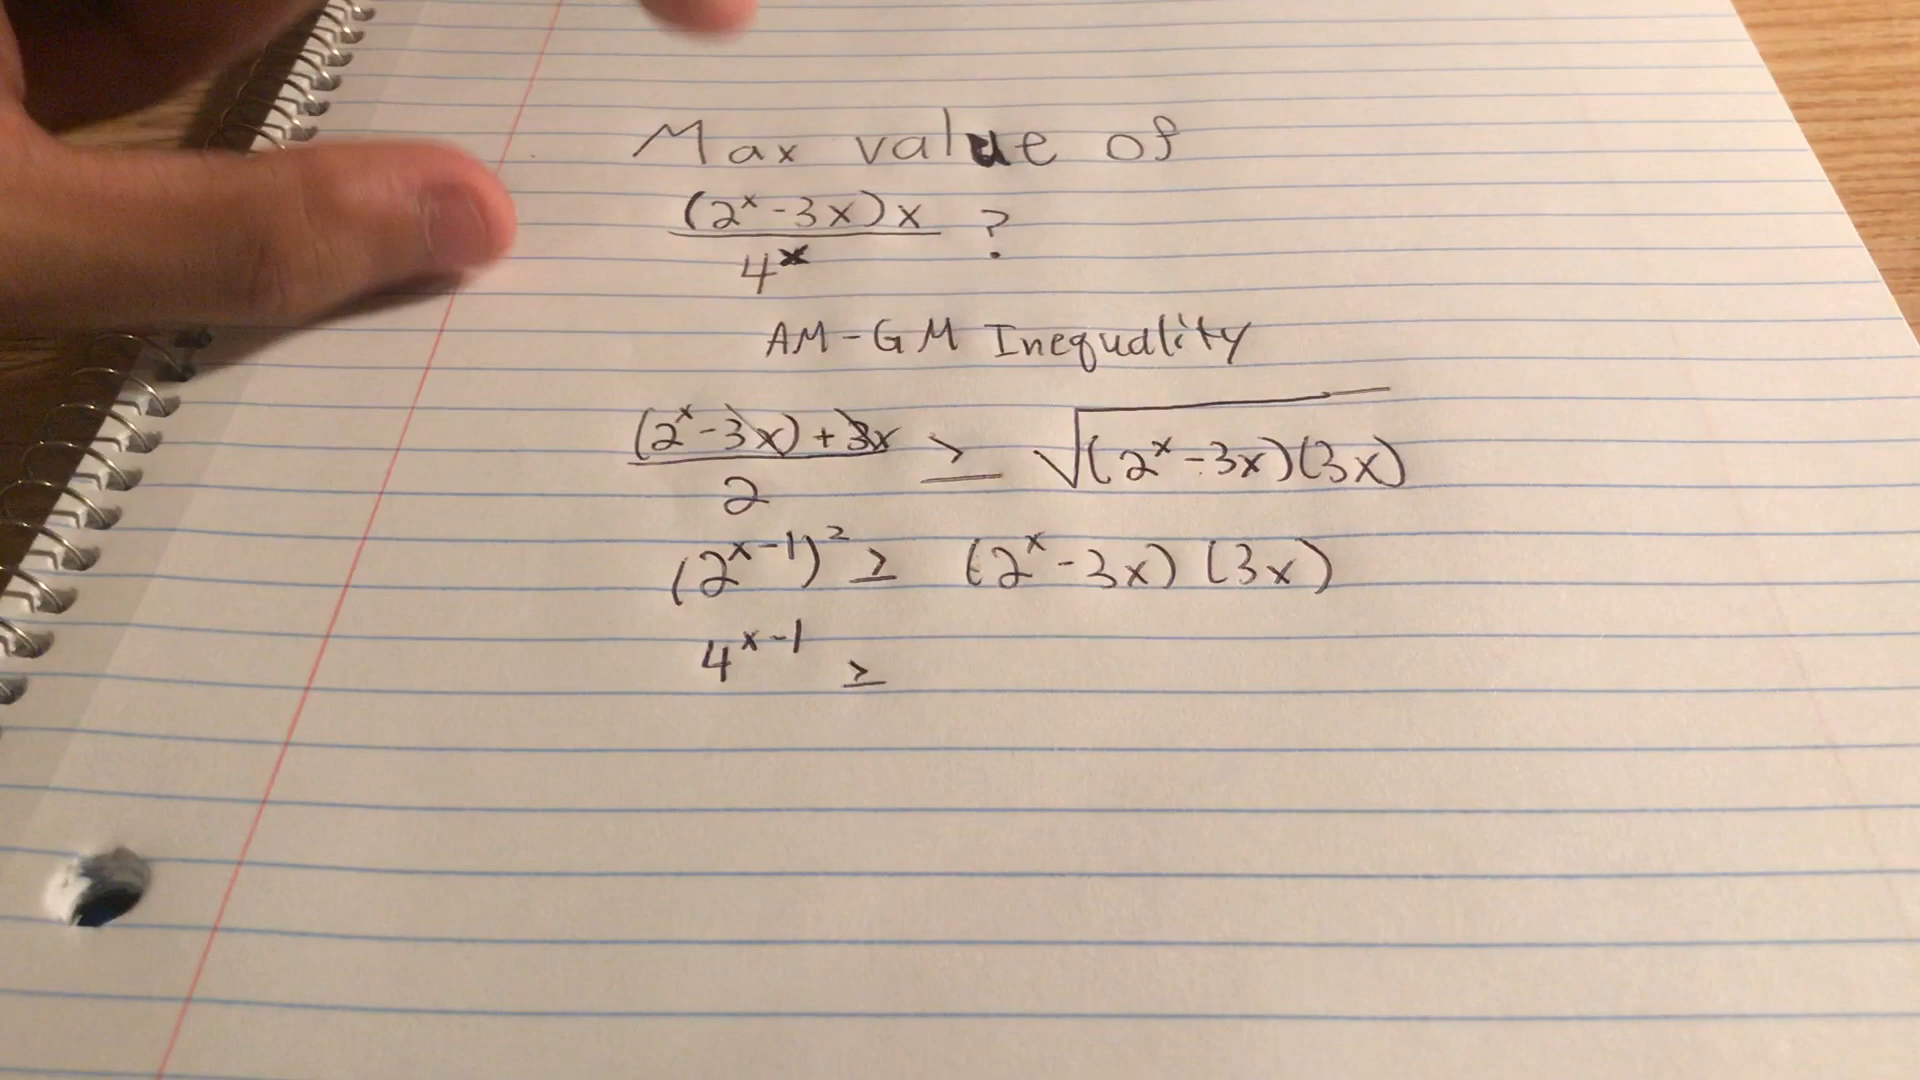 Max value of
(2^x - 3x)x / 4^x ?
AM-GM Inequality
((2^x - 3x) + 3x) / 2 ≥ √((2^x - 3x)(3x))
(2^(x-1))^2 ≥ (2^x - 3x)(3x)
4^(x-1) ≥